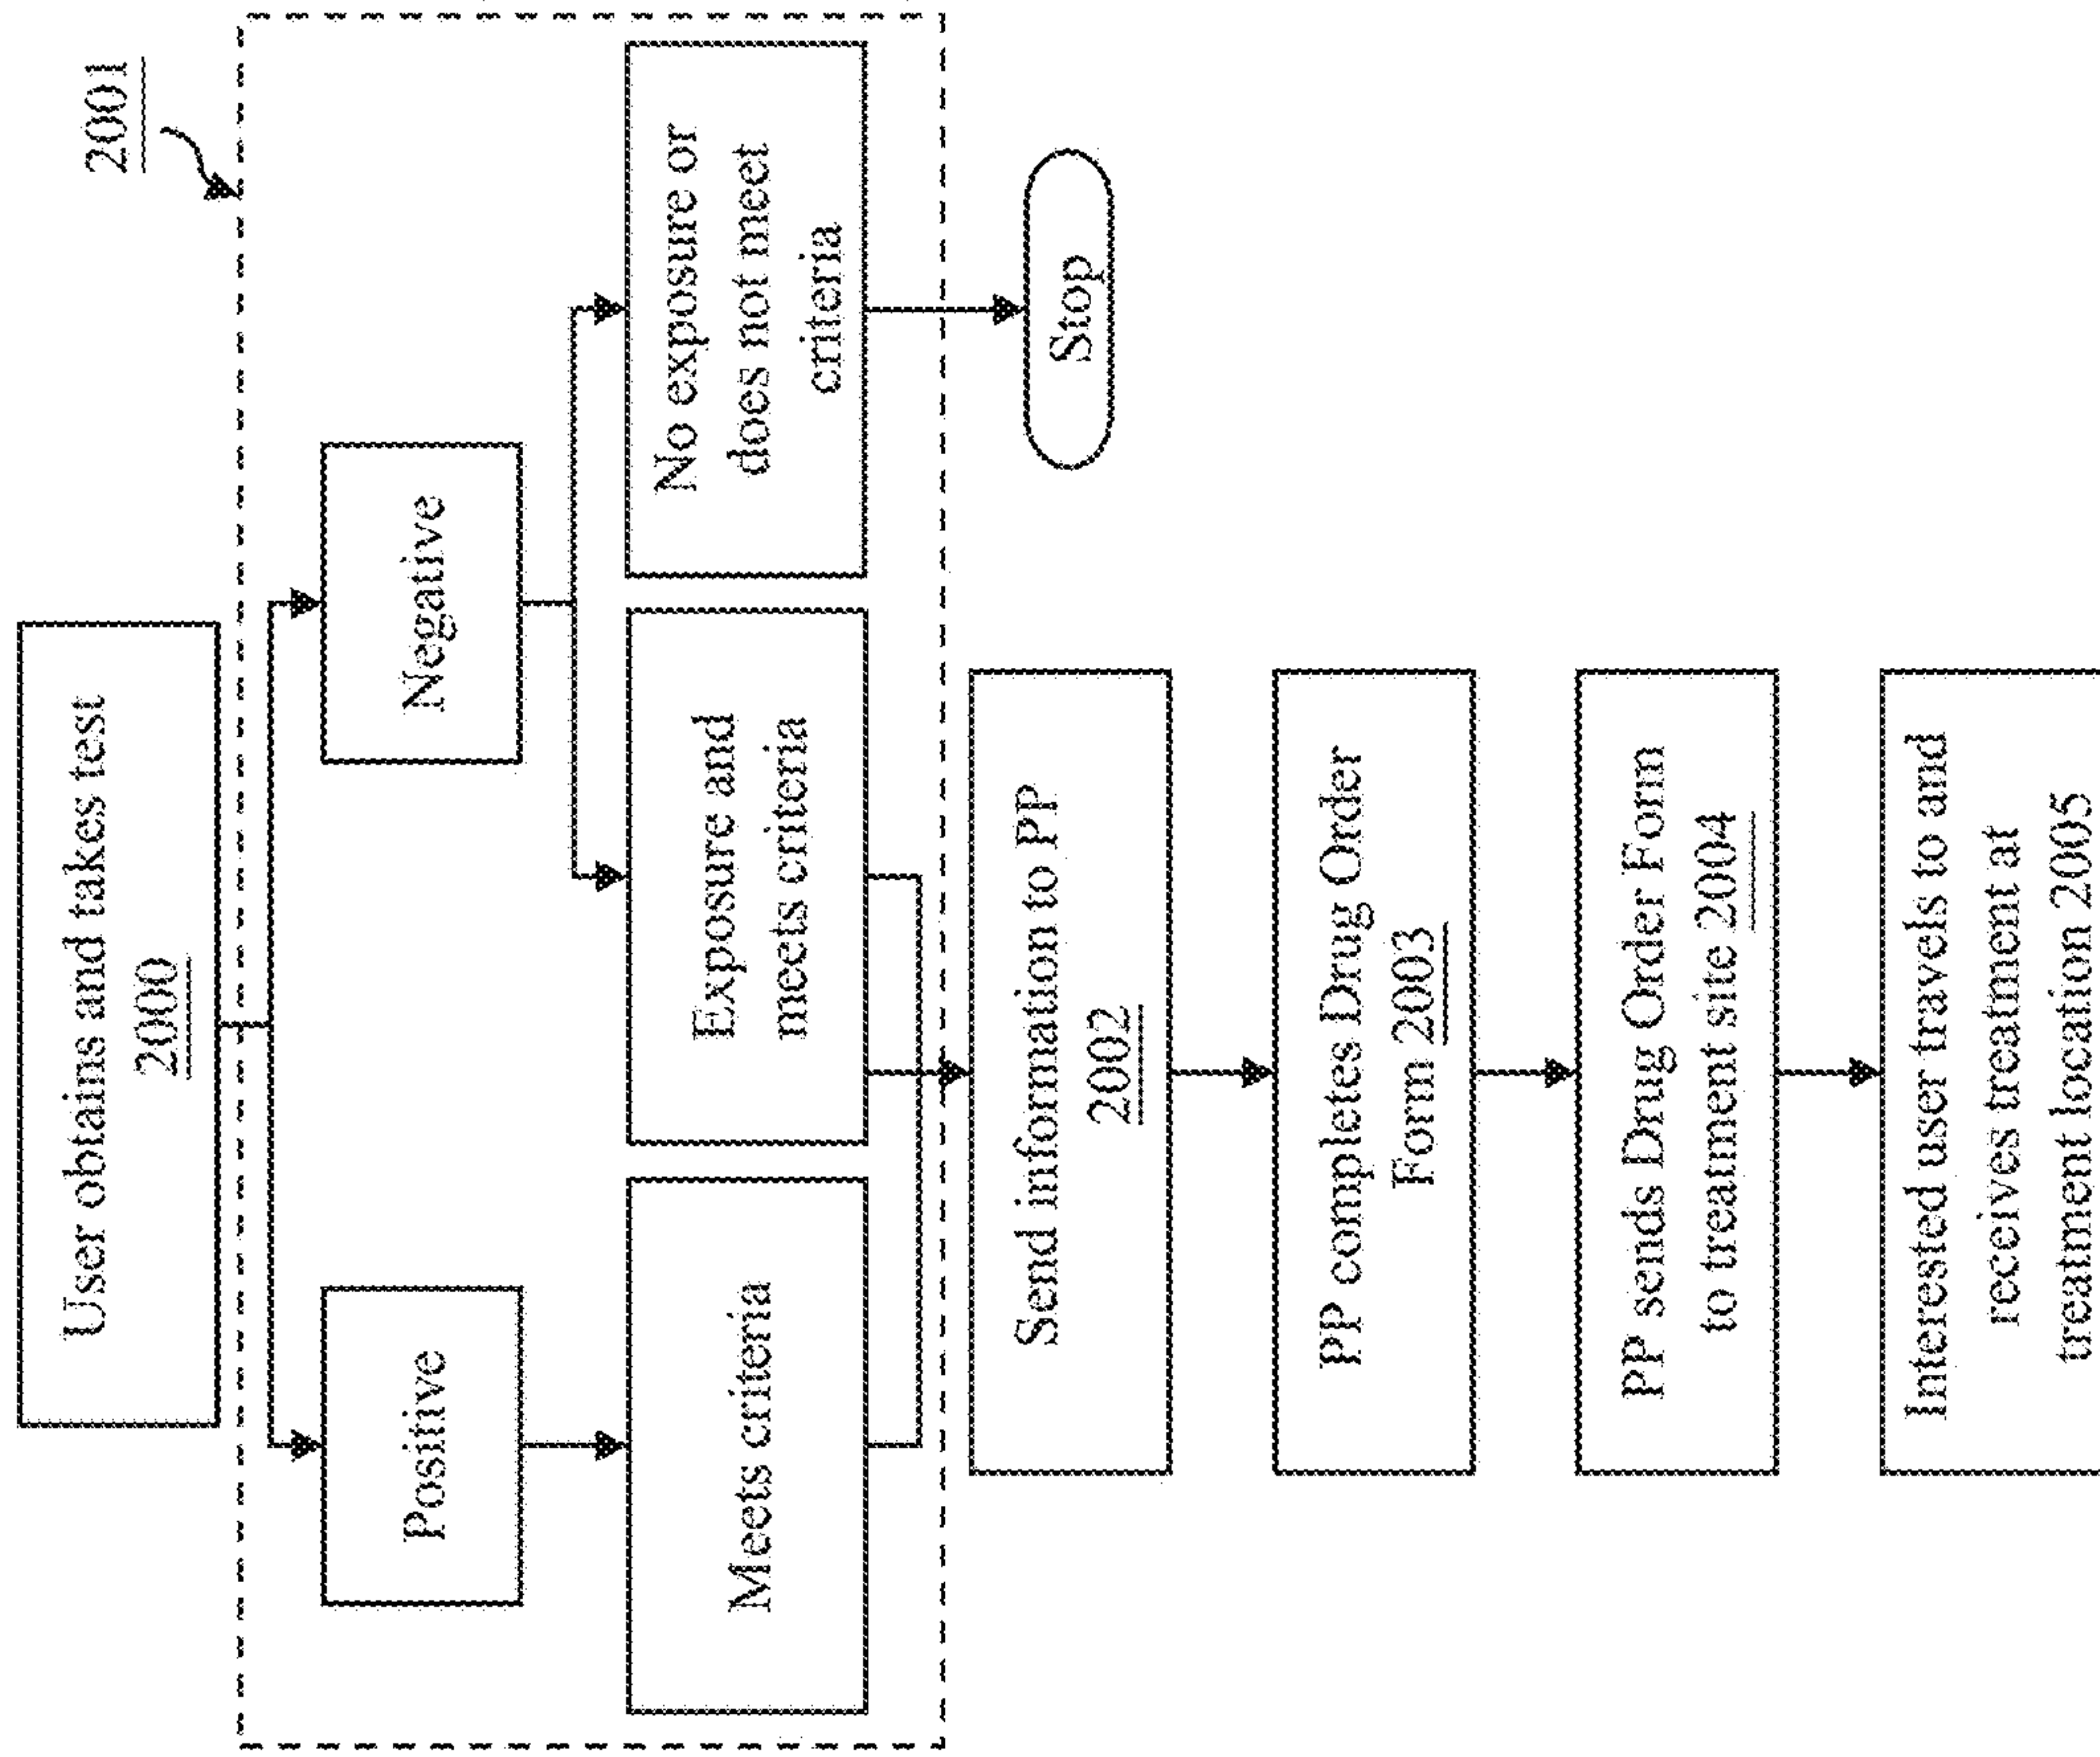 User obtains and takes test
2000
2001
Positive
Negative
Meets criteria
Exposure and
meets criteria
No exposure or
does not meet
criteria
Stop
Send information to PP
2002
PP completes Drug Order
Form 2003
PP sends Drug Order Form
to treatment site 2004
Interested user travels to and
receives treatment at
treatment location 2005